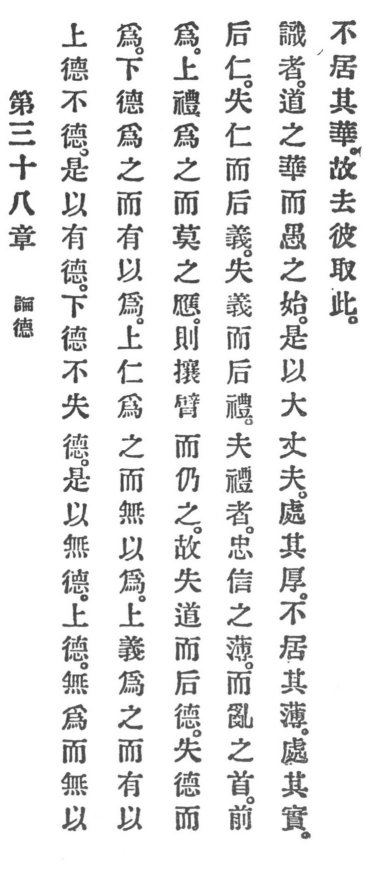 第三十八章 論德
上德不德。是以有德。下德不失德。是以無德。上德。無爲而無以
爲。下德爲之而有以爲。上仁爲之而無以爲。上義爲之而有以
爲。上禮爲之而莫之應。則攘臂而仍之。故失道而后德。失德而
后仁。失仁而后義。失義而后禮。夫禮者。忠信之薄。而亂之首。前
識者。道之華而愚之始。是以大丈夫。處其厚。不居其薄。處其實。
不居其華。故去彼取此。